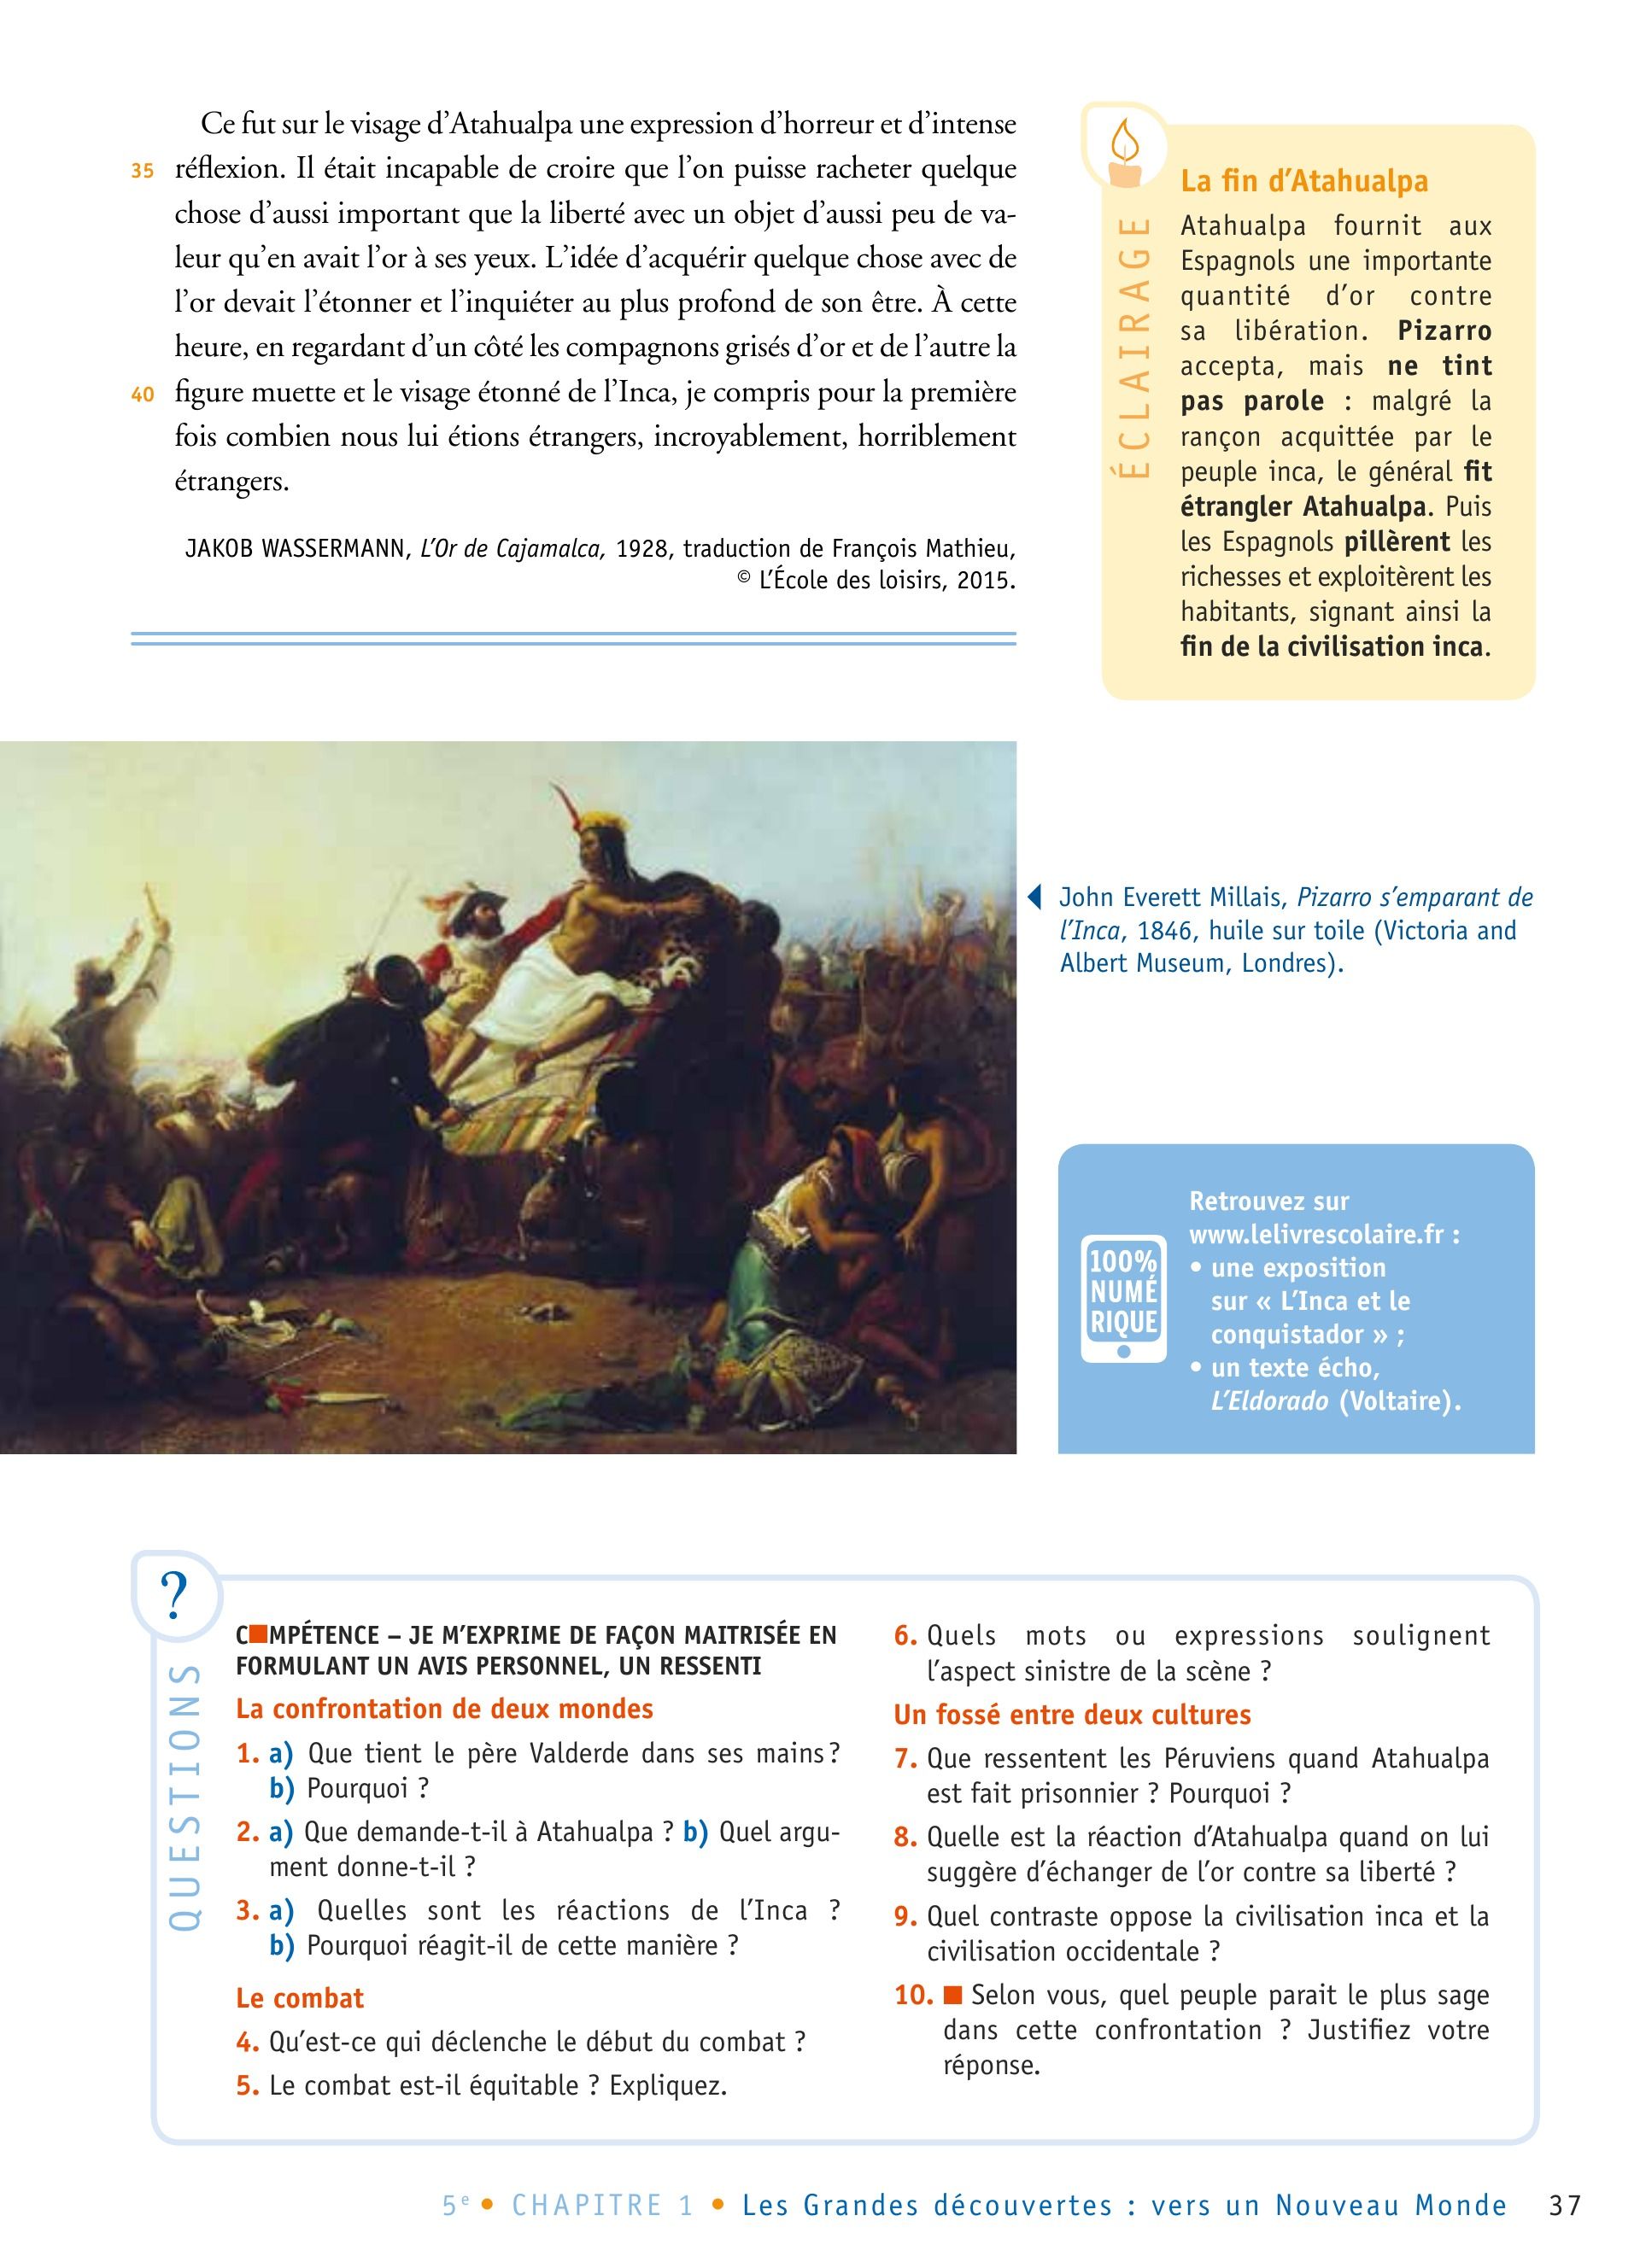 Ce fut sur le visage d’Atahualpa une expression d’horreur et d’intense
35 réflexion. Il était incapable de croire que l’on puisse racheter quelque
chose d’aussi important que la liberté avec un objet d’aussi peu de va-
leur qu’en avait l’or à ses yeux. L’idée d’acquérir quelque chose avec de
l’or devait l’étonner et l’inquiéter au plus profond de son être. À cette
heure, en regardant d’un côté les compagnons grisés d’or et de l’autre la
40 figure muette et le visage étonné de l’Inca, je compris pour la première
fois combien nous lui étions étrangers, incroyablement, horriblement
étrangers.
JAKOB WASSERMANN, L’Or de Cajamalca, 1928, traduction de François Mathieu,
© L’École des loisirs, 2015.
ÉCLAIRAGE
La fin d’Atahualpa
Atahualpa fournit aux
Espagnols une importante
quantité d’or contre
sa libération. Pizarro
accepta, mais ne tint
pas parole : malgré la
rançon acquittée par le
peuple inca, le général fit
étrangler Atahualpa. Puis
les Espagnols pillèrent les
richesses et exploitèrent les
habitants, signant ainsi la
fin de la civilisation inca.
John Everett Millais, Pizarro s’emparant de
l’Inca, 1846, huile sur toile (Victoria and
Albert Museum, Londres).
100%
NUMÉ
RIQUE
Retrouvez sur
www.lelivrescolaire.fr :
• une exposition
sur « L’Inca et le
conquistador » ;
• un texte écho,
L’Eldorado (Voltaire).
?
QUESTIONS
C■MPÉTENCE – JE M’EXPRIME DE FAÇON MAITRISÉE EN
FORMULANT UN AVIS PERSONNEL, UN RESSENTI
La confrontation de deux mondes
1. a) Que tient le père Valderde dans ses mains ?
b) Pourquoi ?
2. a) Que demande-t-il à Atahualpa ? b) Quel argu-
ment donne-t-il ?
3. a) Quelles sont les réactions de l’Inca ?
b) Pourquoi réagit-il de cette manière ?
Le combat
4. Qu’est-ce qui déclenche le début du combat ?
5. Le combat est-il équitable ? Expliquez.
6. Quels mots ou expressions soulignent
l’aspect sinistre de la scène ?
Un fossé entre deux cultures
7. Que ressentent les Péruviens quand Atahualpa
est fait prisonnier ? Pourquoi ?
8. Quelle est la réaction d’Atahualpa quand on lui
suggère d’échanger de l’or contre sa liberté ?
9. Quel contraste oppose la civilisation inca et la
civilisation occidentale ?
10. ■ Selon vous, quel peuple parait le plus sage
dans cette confrontation ? Justifiez votre
réponse.
5e • CHAPITRE 1 • Les Grandes découvertes : vers un Nouveau Monde 37